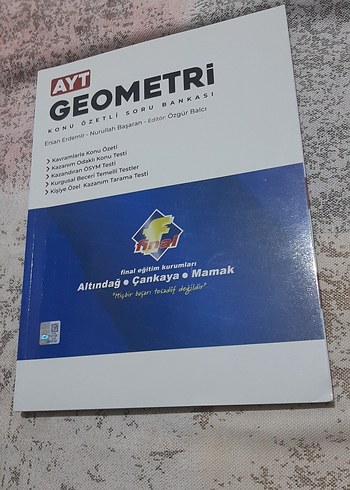 AYT
GEOMETRİ
KONU ÖZETLİ SORU BANKASI
Ersan Erdemir - Nurullah Başaran - Editör: Özgür Balcı
> Kavramlarla Konu Özeti
> Kazanım Odaklı Konu Testi
> Kazandıran ÖSYM Testi
> Kurgusal Beceri Temelli Testler
> Kişiye Özel Kazanım Tarama Testi
f
final
final eğitim kurumları
Altındağ • Çankaya • Mamak
"Hiçbir başarı tesadüf değildir"